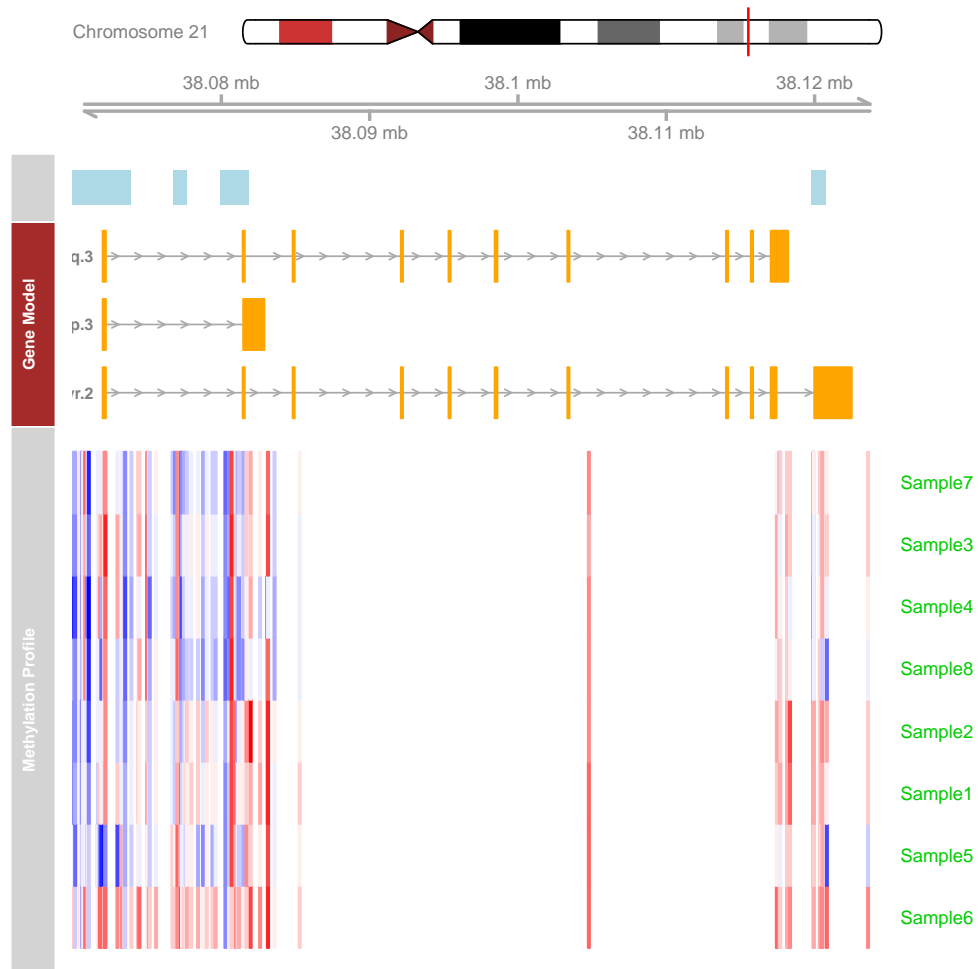 Chromosome 21
38.08 mb
38.1 mb
38.12 mb
38.09 mb
38.11 mb
Gene Model
q.3
p.3
r.2
Methylation Profile
Sample7
Sample3
Sample4
Sample8
Sample2
Sample1
Sample5
Sample6